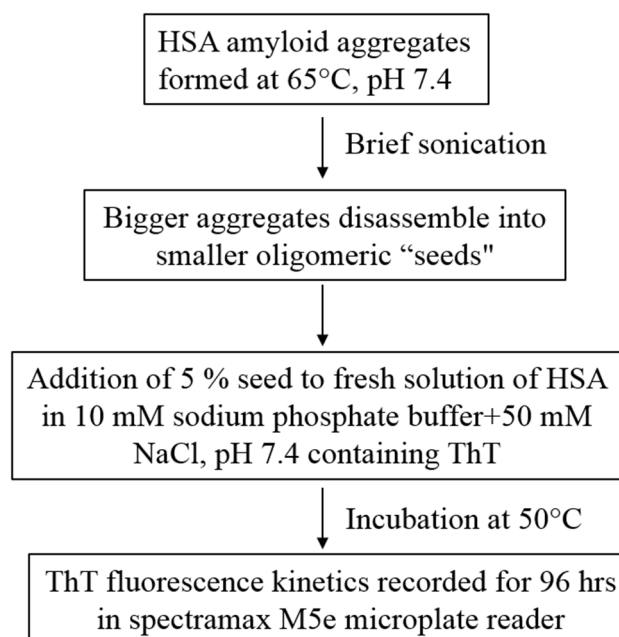 HSA amyloid aggregates
formed at 65°C, pH 7.4
Brief sonication
Bigger aggregates disassemble into
smaller oligomeric “seeds"
Addition of 5 % seed to fresh solution of HSA
in 10 mM sodium phosphate buffer+50 mM
NaCl, pH 7.4 containing ThT
Incubation at 50°C
ThT fluorescence kinetics recorded for 96 hrs
in spectramax M5e microplate reader